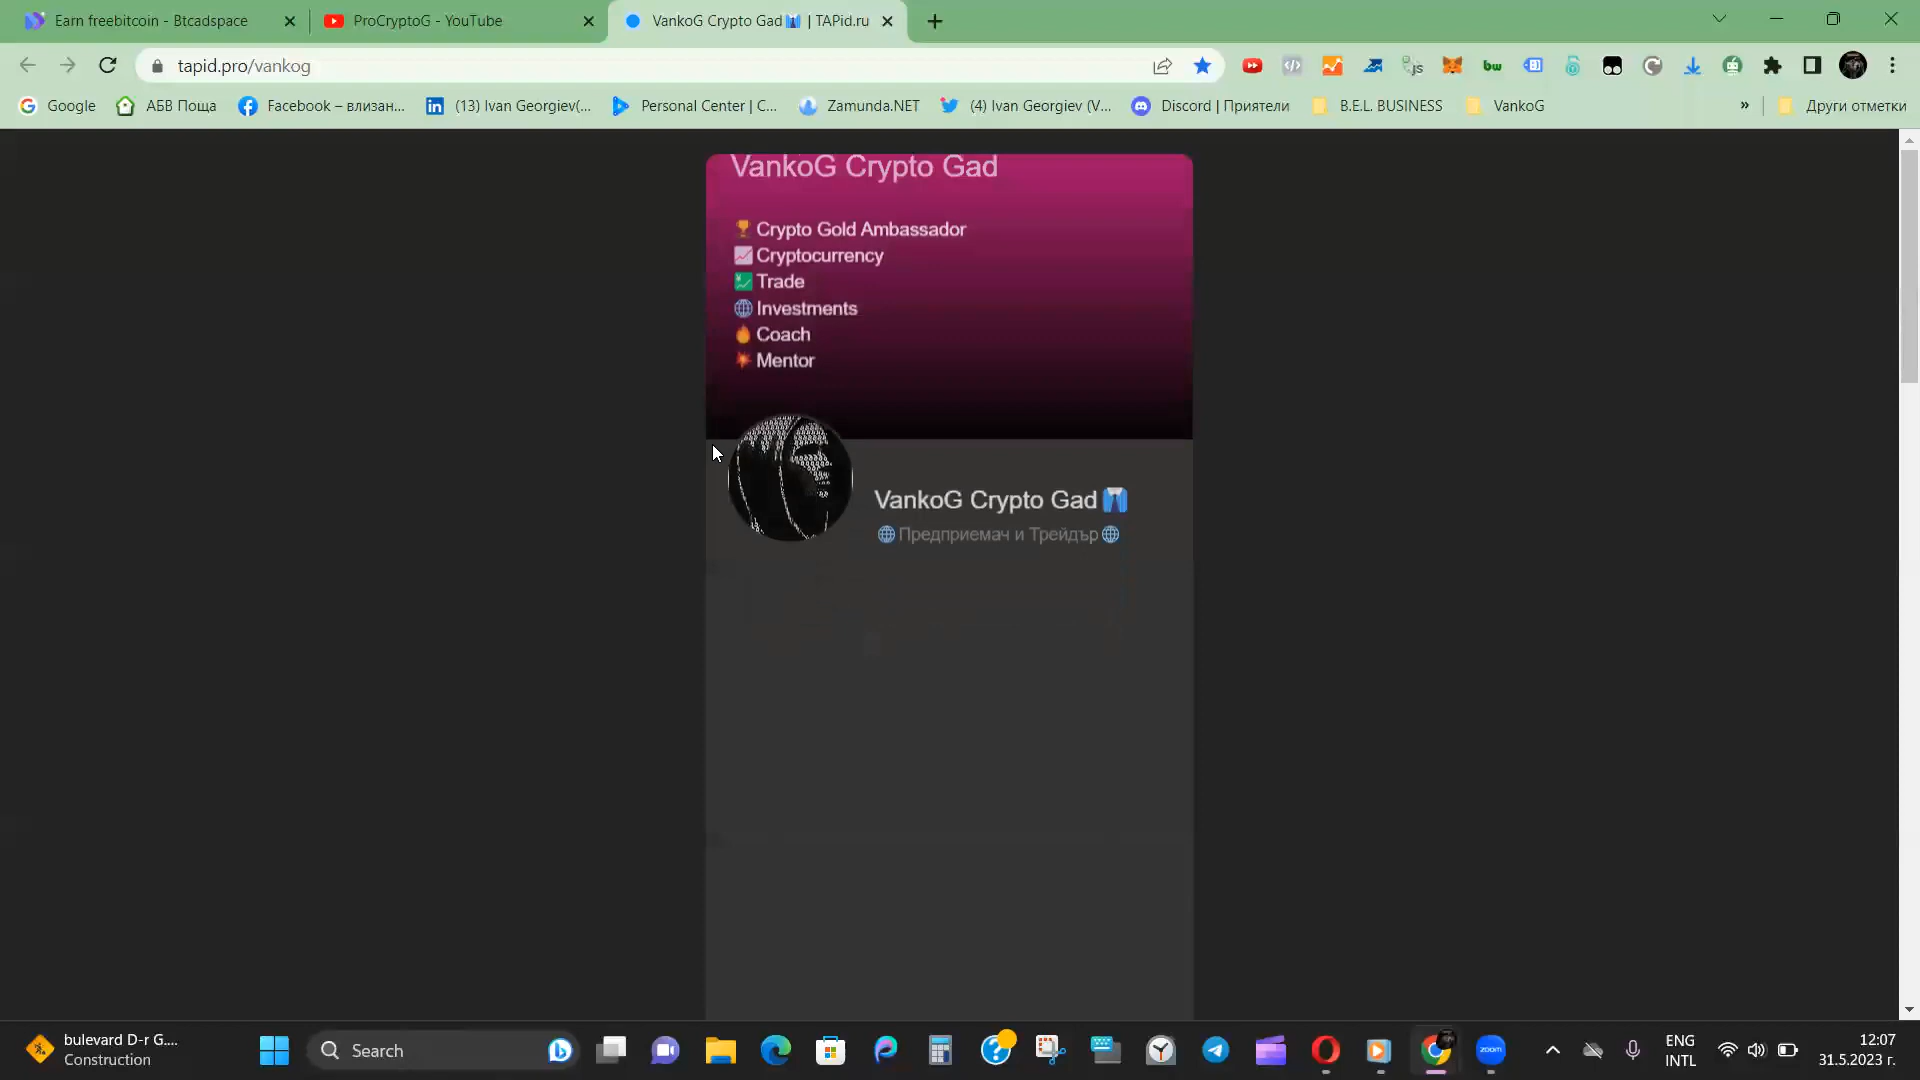 Earn freebitcoin - Btcadspace
ProCryptoG - YouTube
VankoG Crypto Gad👔 | TAPid.ru
tapid.pro/vankog
Google
АБВ Поща
Facebook – влизан...
(13) Ivan Georgiev(...
Personal Center | C...
Zamunda.NET
(4) Ivan Georgiev (V...
Discord | Приятели
B.E.L. BUSINESS
VankoG
»
Други отметки
VankoG Crypto Gad
🏆 Crypto Gold Ambassador
📈 Cryptocurrency
💹 Trade
🌐 Investments
🔥 Coach
💥 Mentor
VankoG Crypto Gad👔
🌐Предприемач и Трейдър🌐
bulevard D-r G....
Construction
Search
zoom
ENG
INTL
12:07
31.5.2023 г.